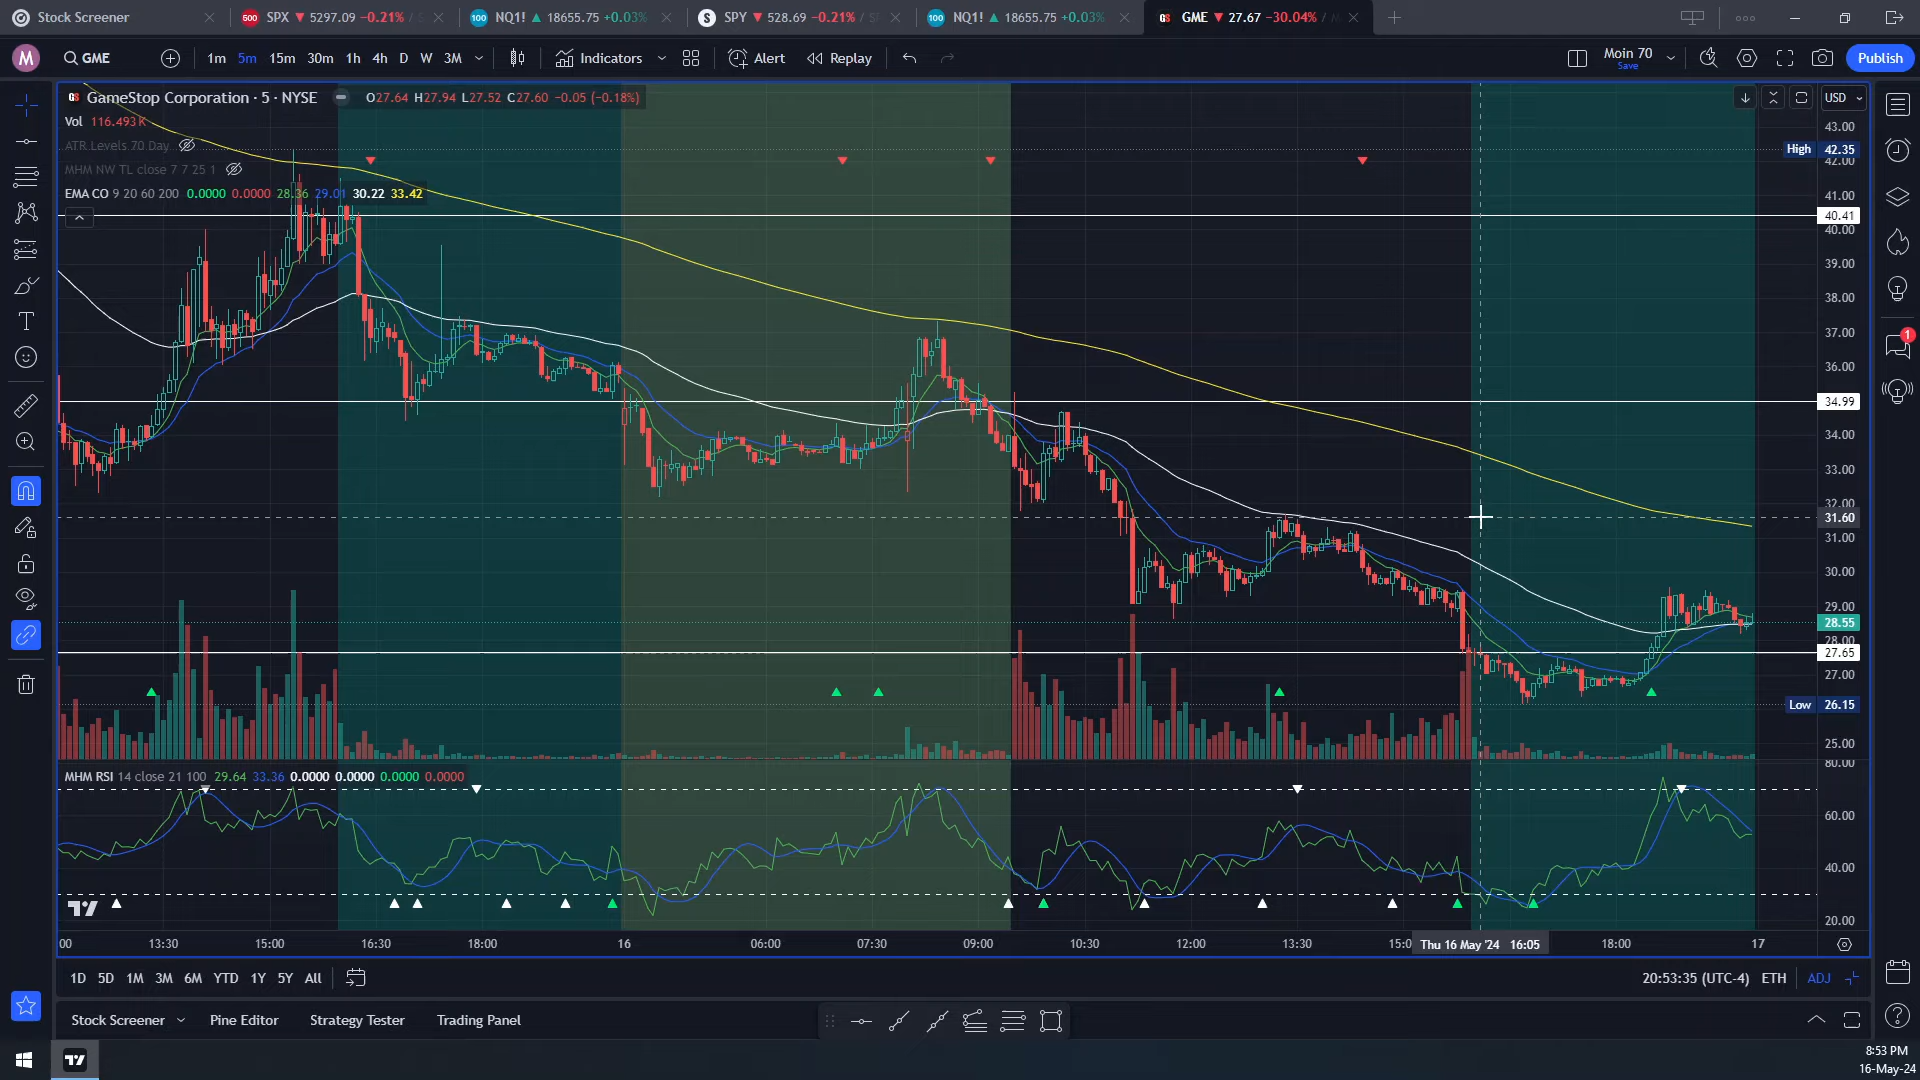 Stock Screener
500 SPX ▼ 5297.09 −0.21% / S
100 NQ1! ▲ 18655.75 +0.03%
S SPY ▼ 528.69 −0.21% / S
100 NQ1! ▲ 18655.75 +0.03%
GS GME ▼ 27.67 −30.04% / M
M GME 1m 5m 15m 30m 1h 4h D W 3M Indicators Alert Replay Moin 70 Save Publish
GameStop Corporation · 5 · NYSE O27.64 H27.94 L27.52 C27.60 −0.05 (−0.18%) USD
Vol 116.493K
ATR Levels 70 Day
MHM NW TL close 7 7 25 1
EMA CO 9 20 60 200 0.0000 0.0000 28.36 29.01 30.22 33.42
43.00
High 42.35
42.00
41.00
40.41
40.00
39.00
38.00
37.00
36.00
34.99
34.00
33.00
32.00
31.60
31.00
30.00
29.00
28.55
28.00
27.65
27.00
Low 26.15
25.00
1
MHM RSI 14 close 21 100 29.64 33.36 0.0000 0.0000 0.0000 0.0000
80.00
60.00
40.00
20.00
00 13:30 15:00 16:30 18:00 16 06:00 07:30 09:00 10:30 12:00 13:30 15:0 Thu 16 May '24 16:05 18:00 17
1D 5D 1M 3M 6M YTD 1Y 5Y All 20:53:35 (UTC-4) ETH ADJ
Stock Screener Pine Editor Strategy Tester Trading Panel
8:53 PM
16-May-24